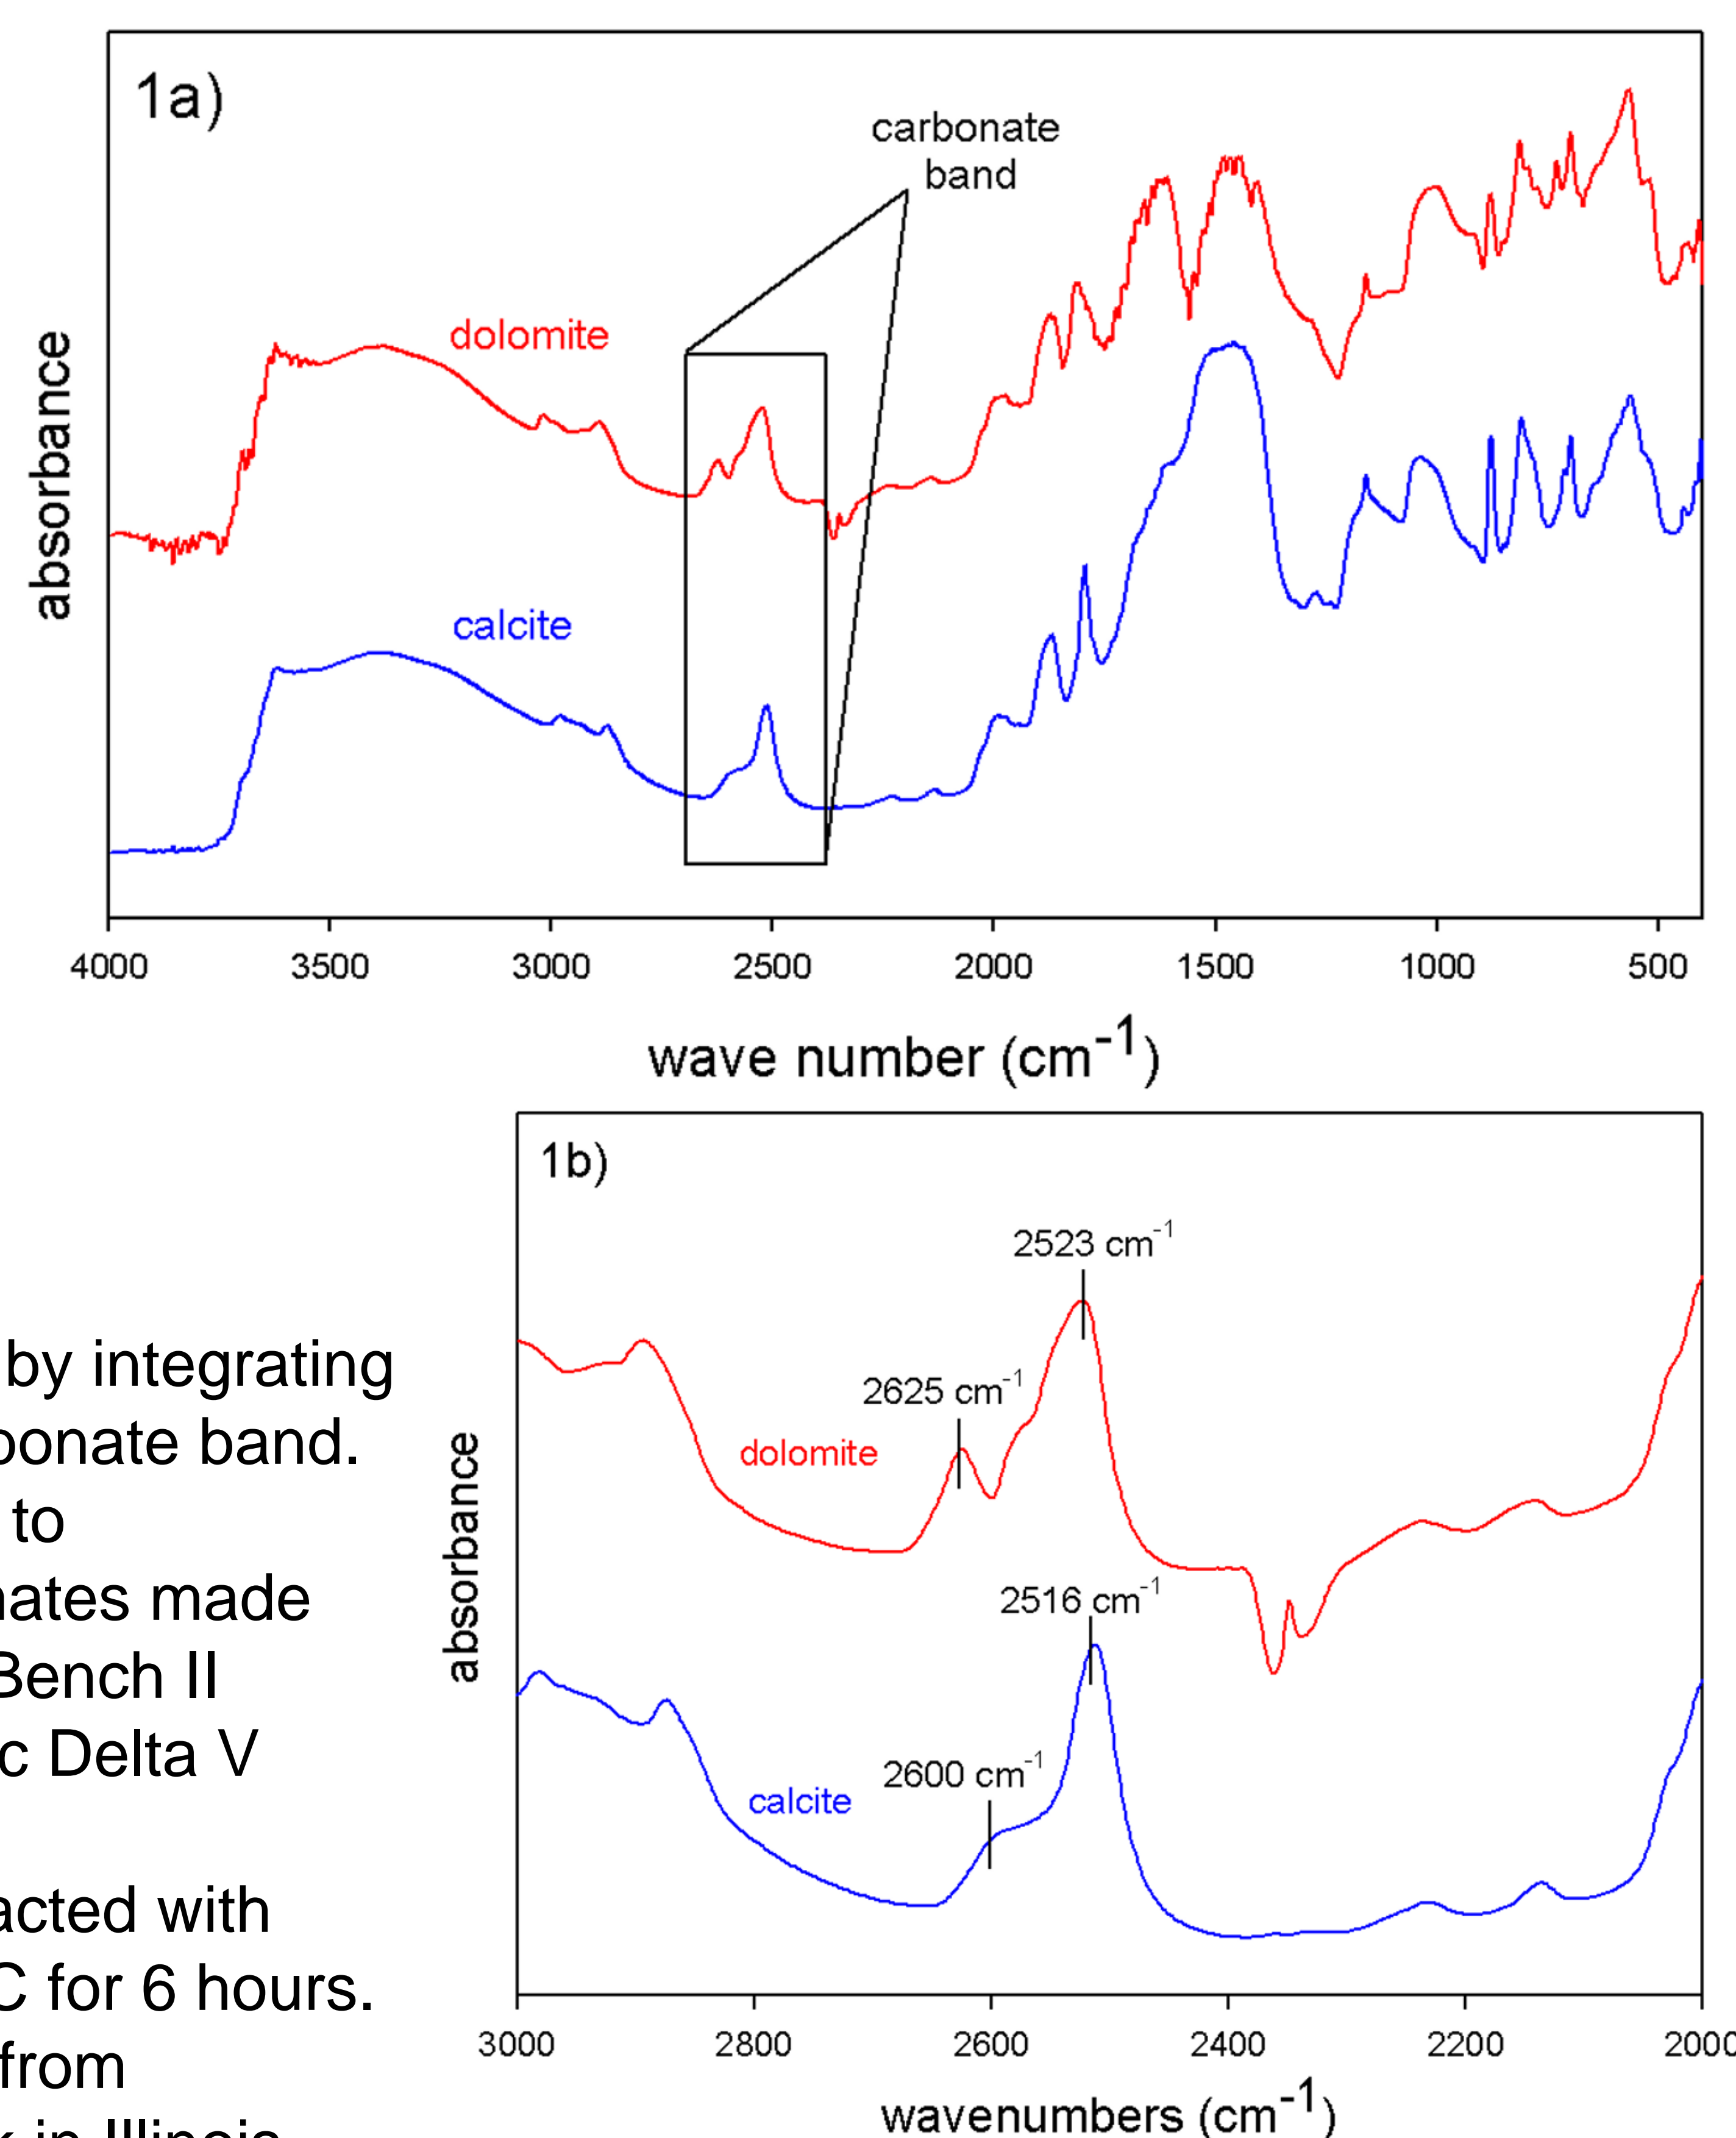 1a)
carbonate
band
dolomite
calcite
absorbance
4000 3500 3000 2500 2000 1500 1000 500
wave number (cm⁻¹)
1b)
2523 cm⁻¹
2625 cm⁻¹
dolomite
2516 cm⁻¹
2600 cm⁻¹
calcite
absorbance
3000 2800 2600 2400 2200 2000
wavenumbers (cm⁻¹)
by integrating
bonate band.
to
nates made
Bench II
c Delta V
acted with
C for 6 hours.
from
k in Illinois